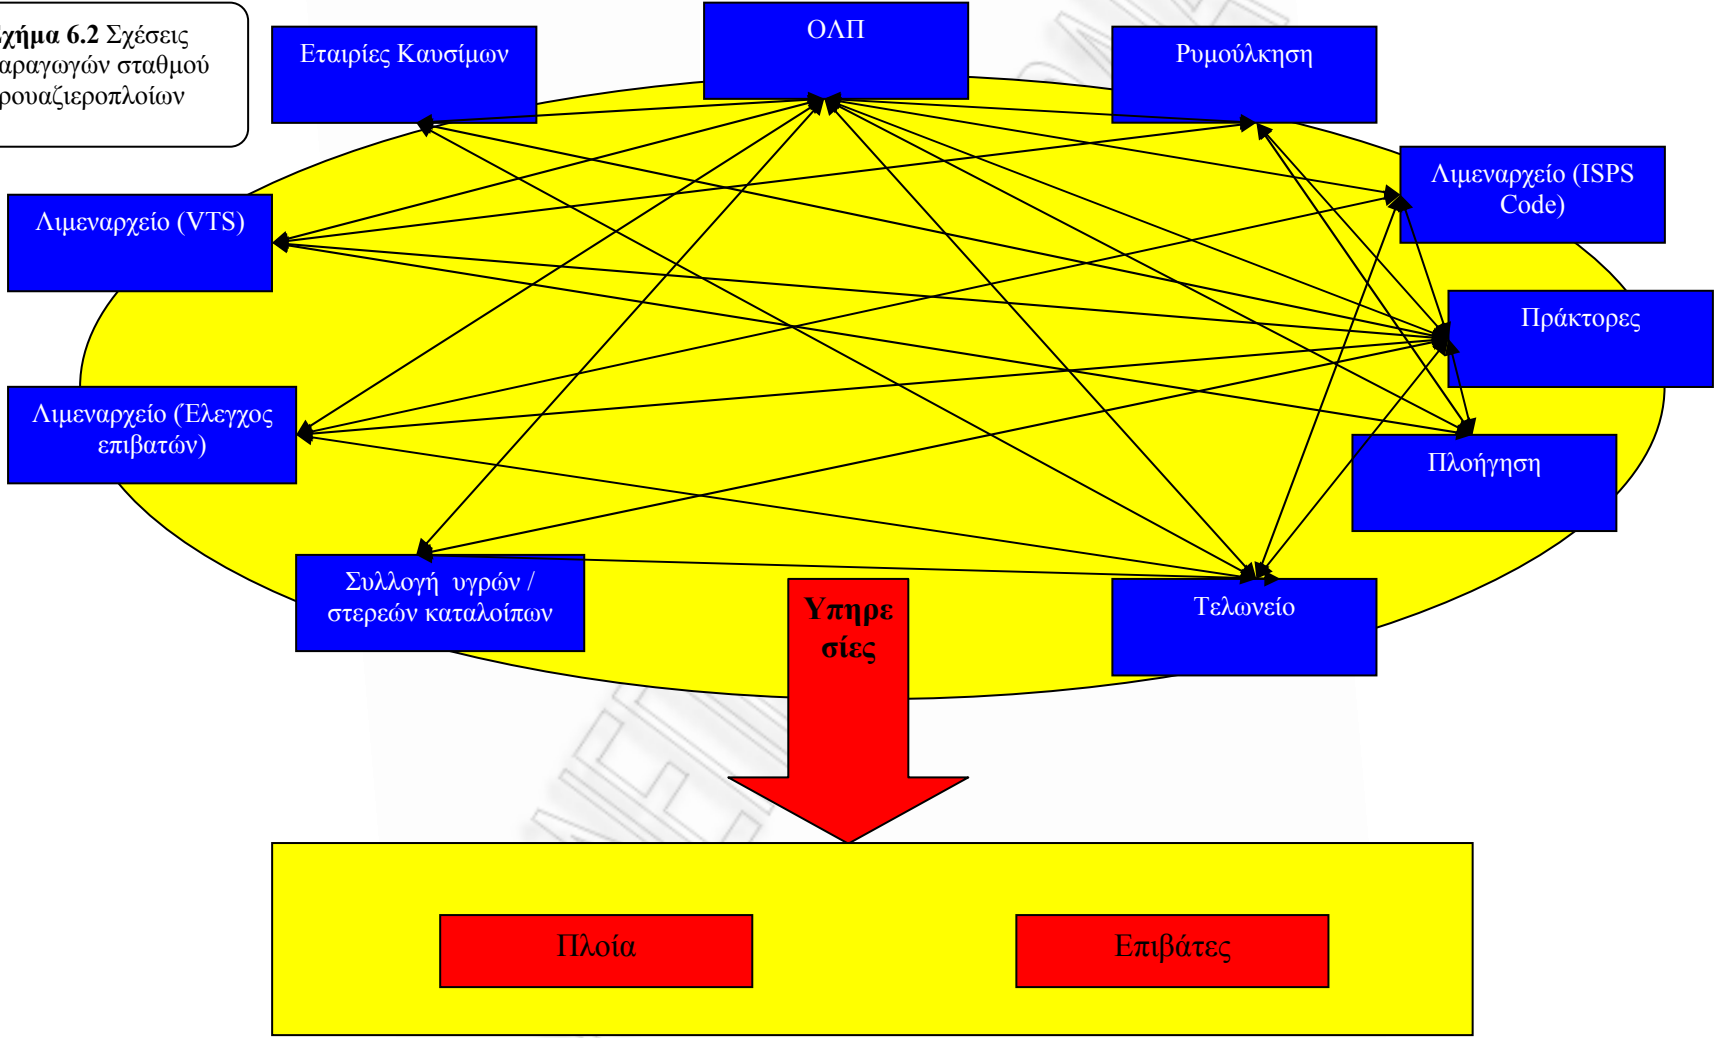 χήμα 6.2 Σχέσεις
αραγωγών σταθμού
ρουαζιεροπλοίων
Εταιρίες Καυσίμων
ΟΛΠ
Ρυμούλκηση
Λιμεναρχείο (ISPS
Code)
Λιμεναρχείο (VTS)
Πράκτορες
Λιμεναρχείο (Έλεγχος
επιβατών)
Πλοήγηση
Συλλογή υγρών /
στερεών καταλοίπων
Υπηρε
σίες
Τελωνείο
Πλοία
Επιβάτες